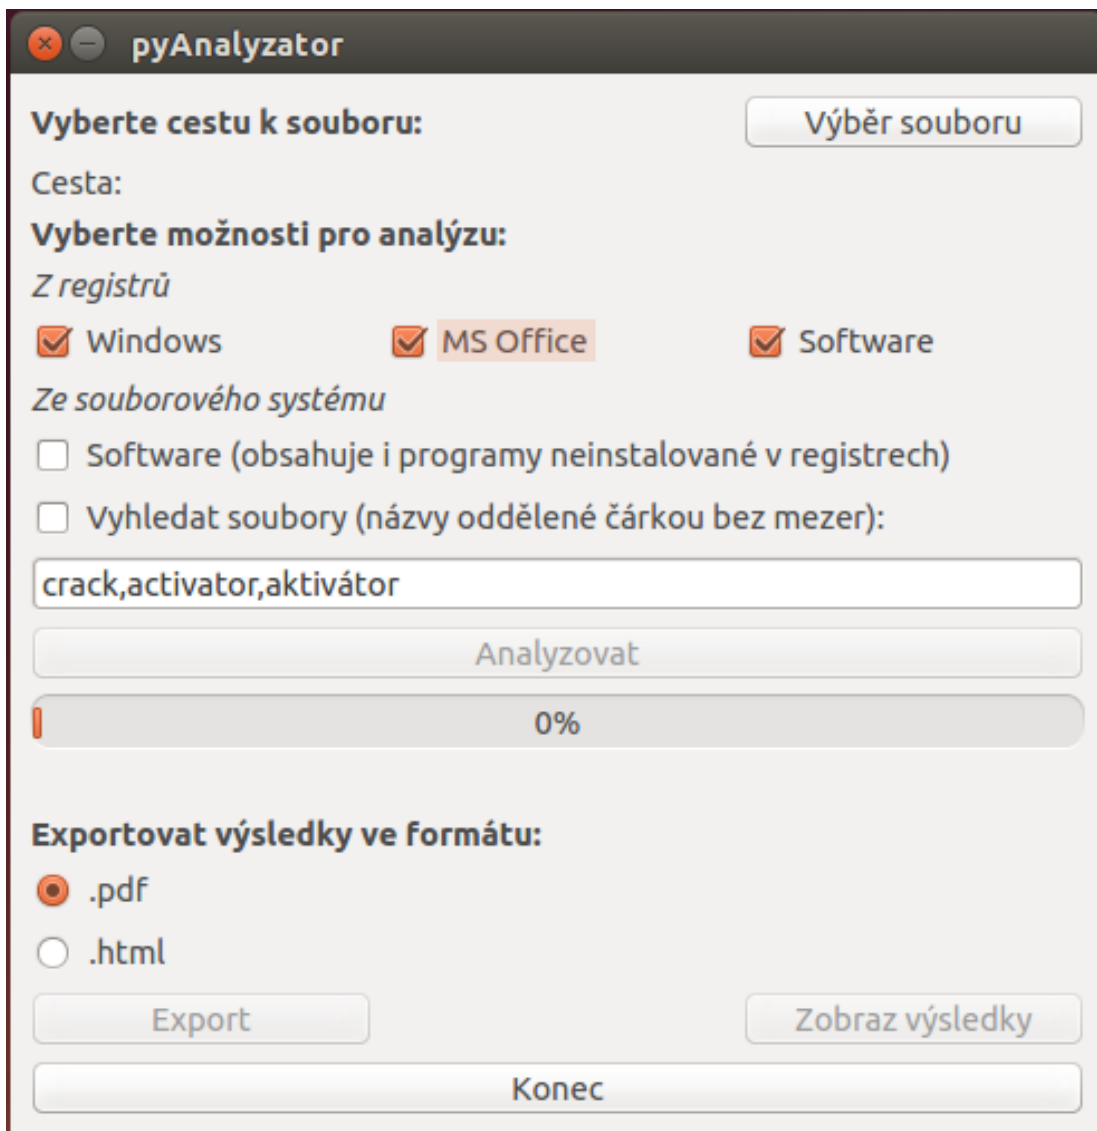 pyAnalyzator
Vyberte cestu k souboru: Výběr souboru
Cesta:
Vyberte možnosti pro analýzu:
Z registrů
Windows MS Office Software
Ze souborového systému
Software (obsahuje i programy neinstalované v registrech)
Vyhledat soubory (názvy oddělené čárkou bez mezer):
crack,activator,aktivátor
Analyzovat
0%
Exportovat výsledky ve formátu:
.pdf
.html
Export Zobraz výsledky
Konec